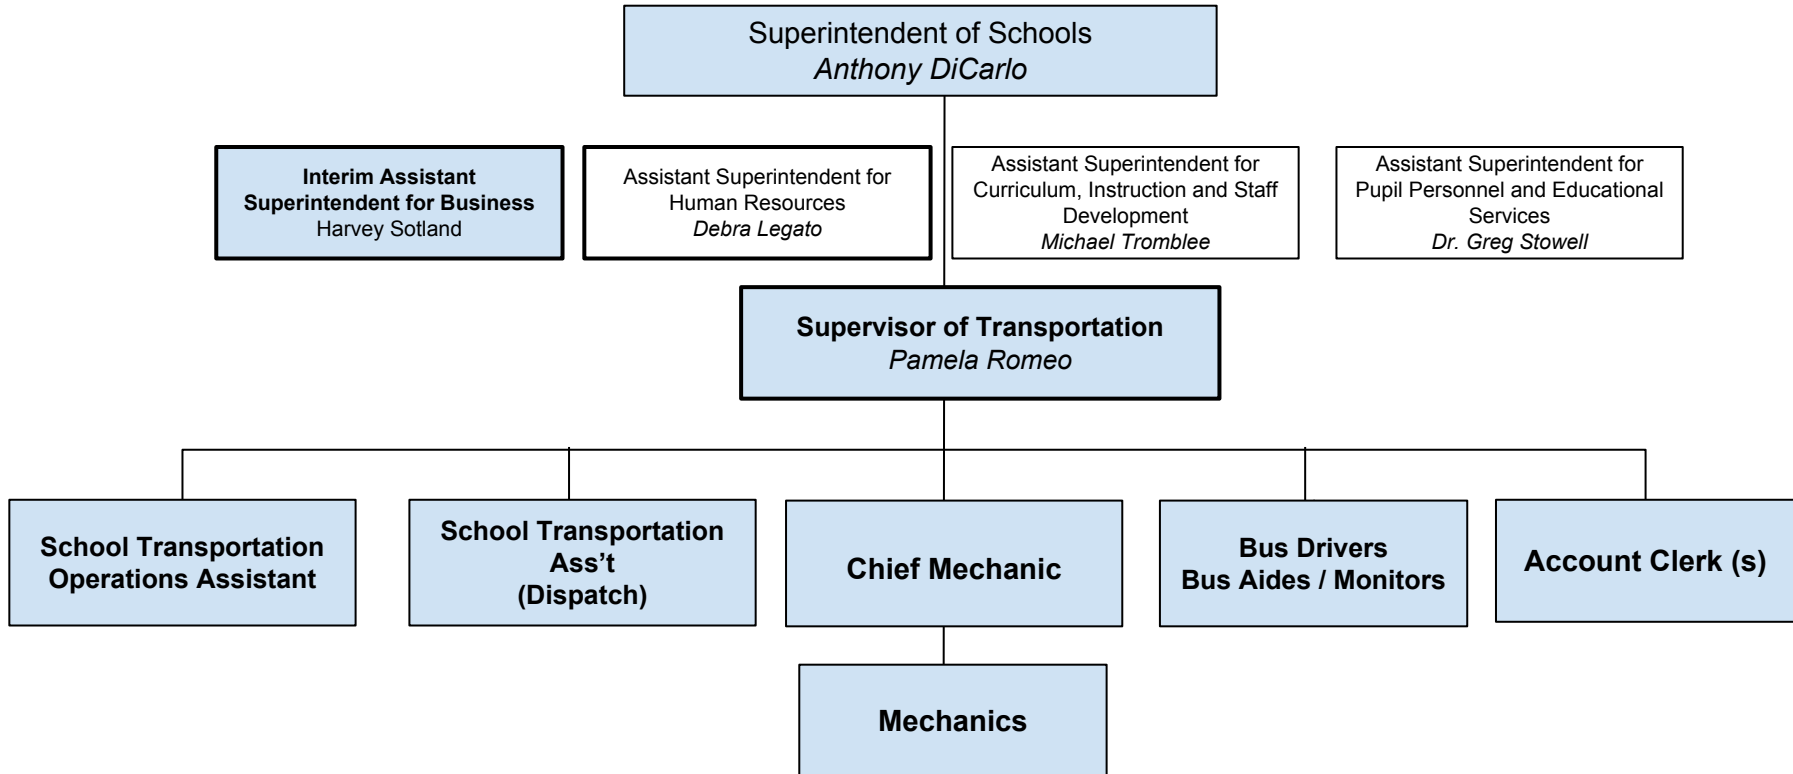 Superintendent of Schools
Anthony DiCarlo
Interim Assistant
Superintendent for Business
Harvey Sotland
Assistant Superintendent for
Human Resources
Debra Legato
Assistant Superintendent for
Curriculum, Instruction and Staff
Development
Michael Tromblee
Assistant Superintendent for
Pupil Personnel and Educational
Services
Dr. Greg Stowell
Supervisor of Transportation
Pamela Romeo
School Transportation
Operations Assistant
School Transportation
Ass’t
(Dispatch)
Chief Mechanic
Bus Drivers
Bus Aides / Monitors
Account Clerk (s)
Mechanics